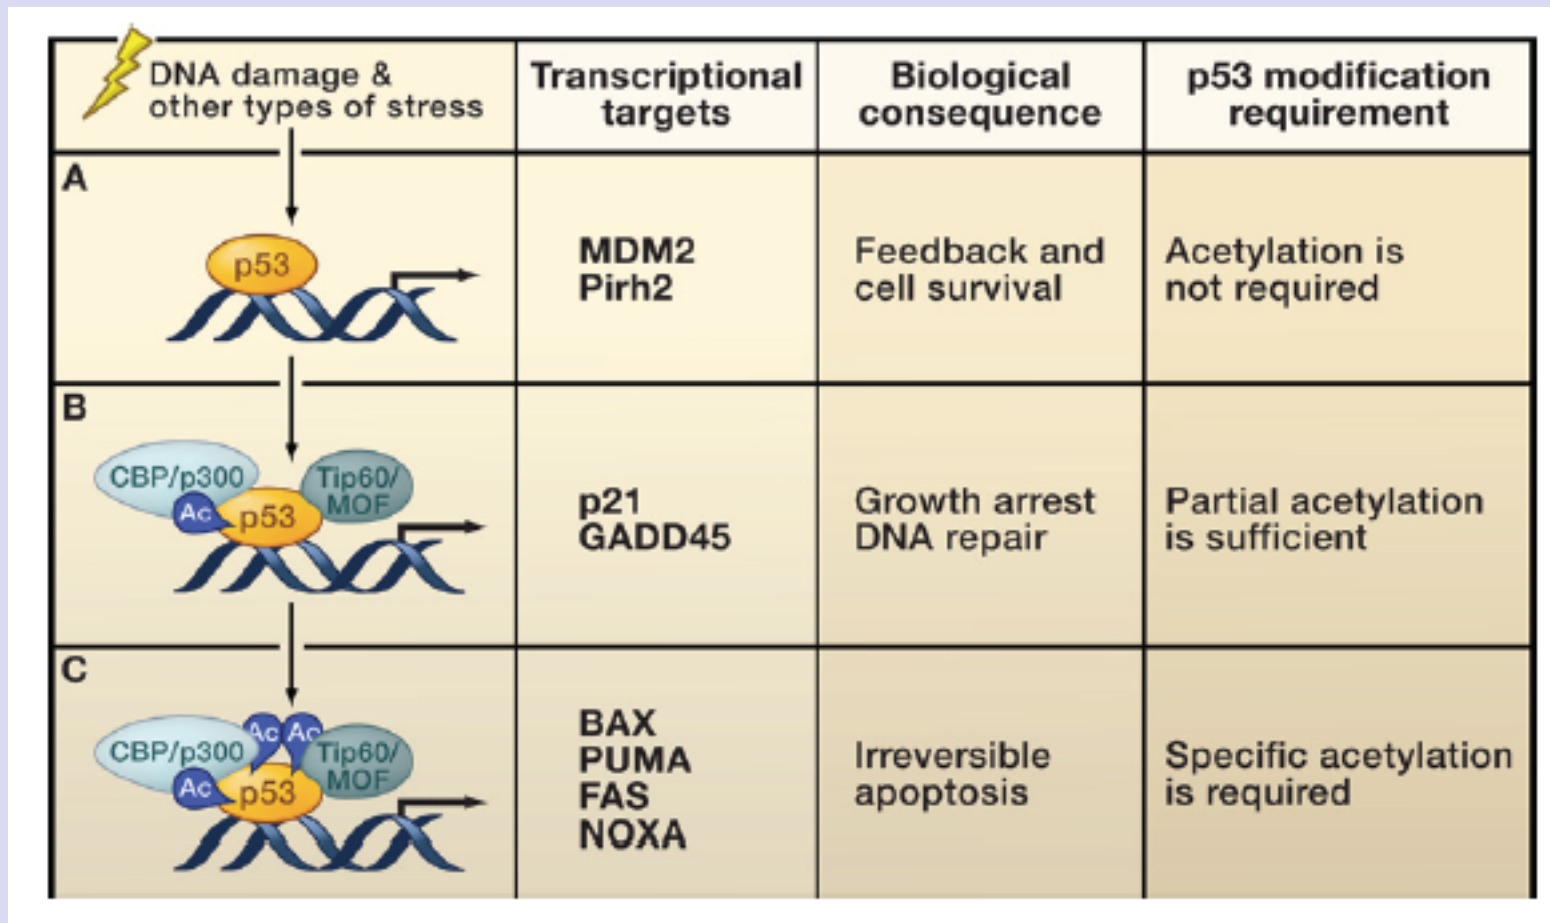 DNA damage &
other types of stress
Transcriptional
targets
Biological
consequence
p53 modification
requirement
A
p53
MDM2
Pirh2
Feedback and
cell survival
Acetylation is
not required
B
CBP/p300
Ac
p53
Tip60/
MOF
p21
GADD45
Growth arrest
DNA repair
Partial acetylation
is sufficient
C
CBP/p300
Ac
Ac
Ac
p53
Tip60/
MOF
BAX
PUMA
FAS
NOXA
Irreversible
apoptosis
Specific acetylation
is required